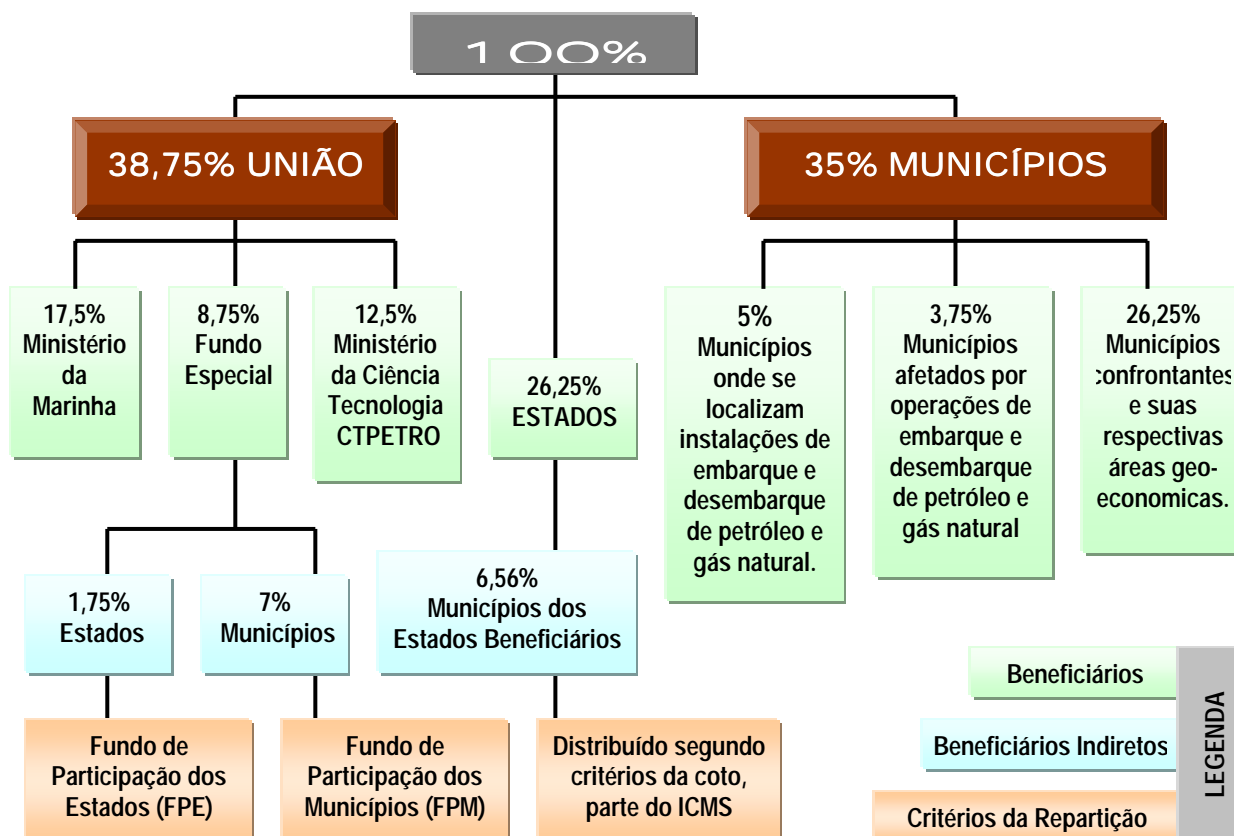 100%
38,75% UNIÃO
35% MUNICÍPIOS
17,5%
Ministério
da
Marinha
8,75%
Fundo
Especial
12,5%
Ministério
da Ciência
Tecnologia
CTPETRO
26,25%
ESTADOS
5%
Municípios
onde se
localizam
instalações de
embarque e
desembarque
de petróleo e
gás natural.
3,75%
Municípios
afetados por
operações de
embarque e
desembarque
de petróleo e
gás natural
26,25%
Municípios
confrontantes
e suas
respectivas
áreas geo-
economicas.
1,75%
Estados
7%
Municípios
6,56%
Municípios dos
Estados Beneficiários
Fundo de
Participação dos
Estados (FPE)
Fundo de
Participação dos
Municípios (FPM)
Distribuído segundo
critérios da coto,
parte do ICMS
Beneficiários
Beneficiários Indiretos
Critérios da Repartição
LEGENDA